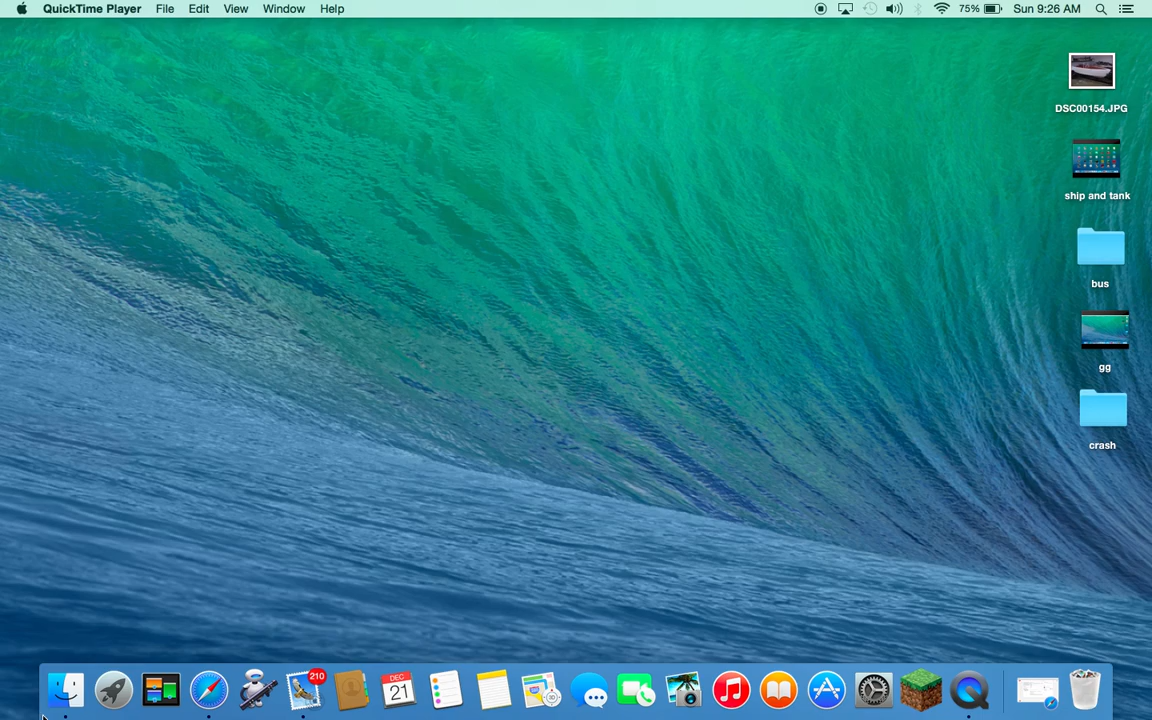 QuickTime Player File Edit View Window Help 75% Sun 9:26 AM
DSC00154.JPG
ship and tank
bus
gg
crash
210
DEC
21